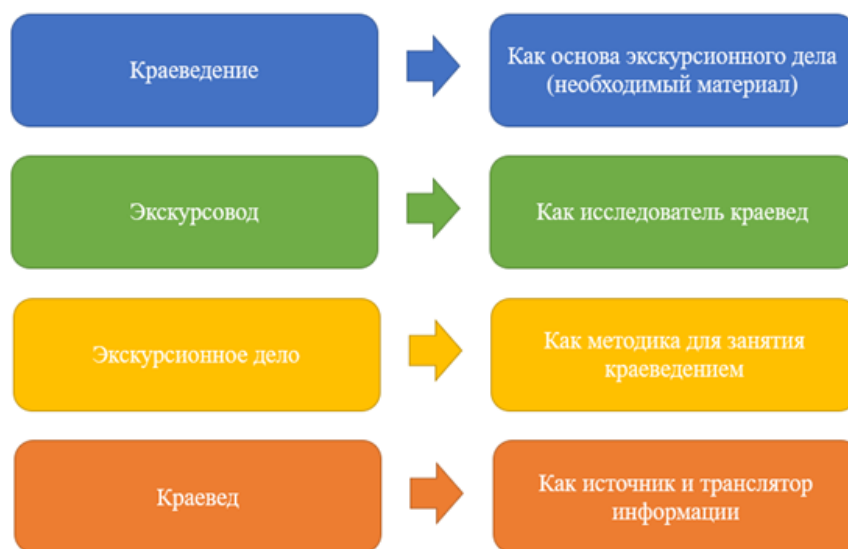 Краеведение
Как основа экскурсионного дела
(необходимый материал)
Экскурсовод
Как исследователь краевед
Экскурсионное дело
Как методика для занятия
краеведением
Краевед
Как источник и транслятор
информации